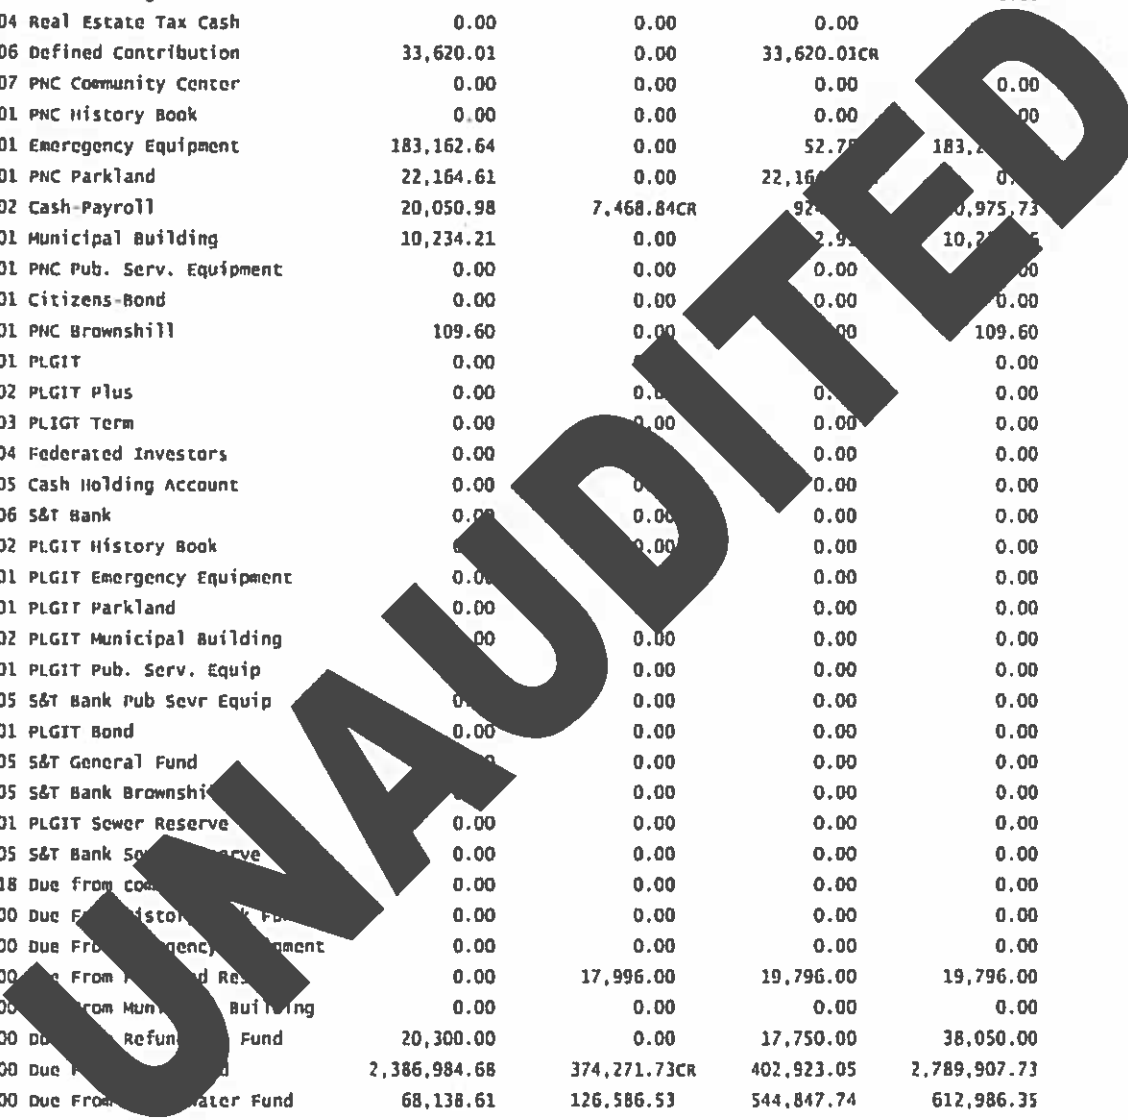 04 Real Estate Tax Cash 0.00 0.00 0.00
06 Defined Contribution 33,620.01 0.00 33,620.01CR
07 PNC Community Center 0.00 0.00 0.00 0.00
01 PNC History Book 0.00 0.00 0.00
01 Emeregency Equipment 183,162.64 0.00
01 PNC Parkland 22,164.61 0.00
02 Cash-Payroll 20,050.98 7,468.84CR
01 Municipal Building 10,234.21 0.00
01 PNC Pub. Serv. Equipment 0.00 0.00 0.00
01 Citizens-Bond 0.00 0.00 0.00 0.00
01 PNC Brownshill 109.60 0.00 109.60
01 PLGIT 0.00 0.00
02 PLGIT Plus 0.00 0.00
03 PLIGT Term 0.00 0.00 0.00 0.00
04 Federated Investors 0.00 0.00 0.00
05 Cash Holding Account 0.00 0.00 0.00
06 S&T Bank 0.00 0.00 0.00 0.00
02 PLGIT History Book 0.00 0.00 0.00
01 PLGIT Emergency Equipment 0.00 0.00
01 PLGIT Parkland 0.00 0.00 0.00
02 PLGIT Municipal Building 0.00 0.00 0.00
01 PLGIT Pub. Serv. Equip 0.00 0.00 0.00
05 S&T Bank Pub Sevr Equip 0.00 0.00 0.00
01 PLGIT Bond 0.00 0.00 0.00 0.00
05 S&T General Fund 0.00 0.00 0.00
05 S&T Bank 0.00 0.00 0.00
01 PLGIT Sewer Reserve 0.00 0.00 0.00 0.00
05 S&T Bank 0.00 0.00 0.00 0.00
18 Due from 0.00 0.00 0.00 0.00
00 Due 0.00 0.00 0.00 0.00
00 Due 0.00 0.00 0.00 0.00
00 From 0.00 17,996.00 19,796.00 19,796.00
00 0.00 0.00 0.00 0.00
00 Fund 20,300.00 0.00 17,750.00 38,050.00
00 Due 2,386,984.68 374,271.73CR 402,923.05 2,789,907.73
00 Due From Fund 68,138.61 126,586.53 544,847.74 612,986.35
UNAUDITED